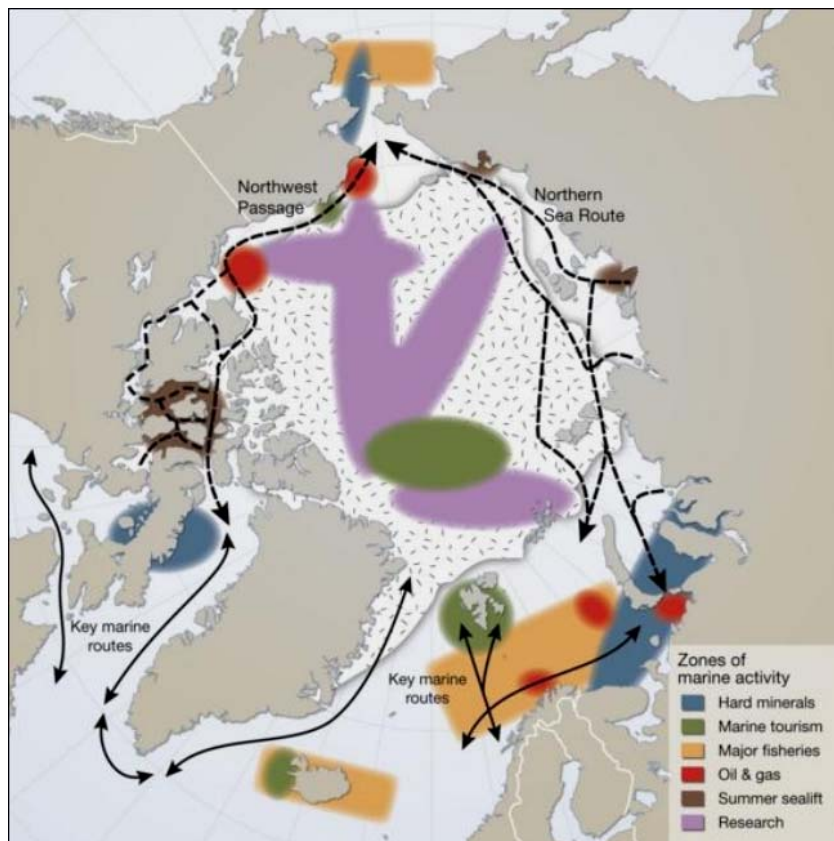 Northwest
Passage
Northern
Sea Route
Key marine
routes
Key marine
routes
Zones of
marine activity
Hard minerals
Marine tourism
Major fisheries
Oil & gas
Summer sealift
Research